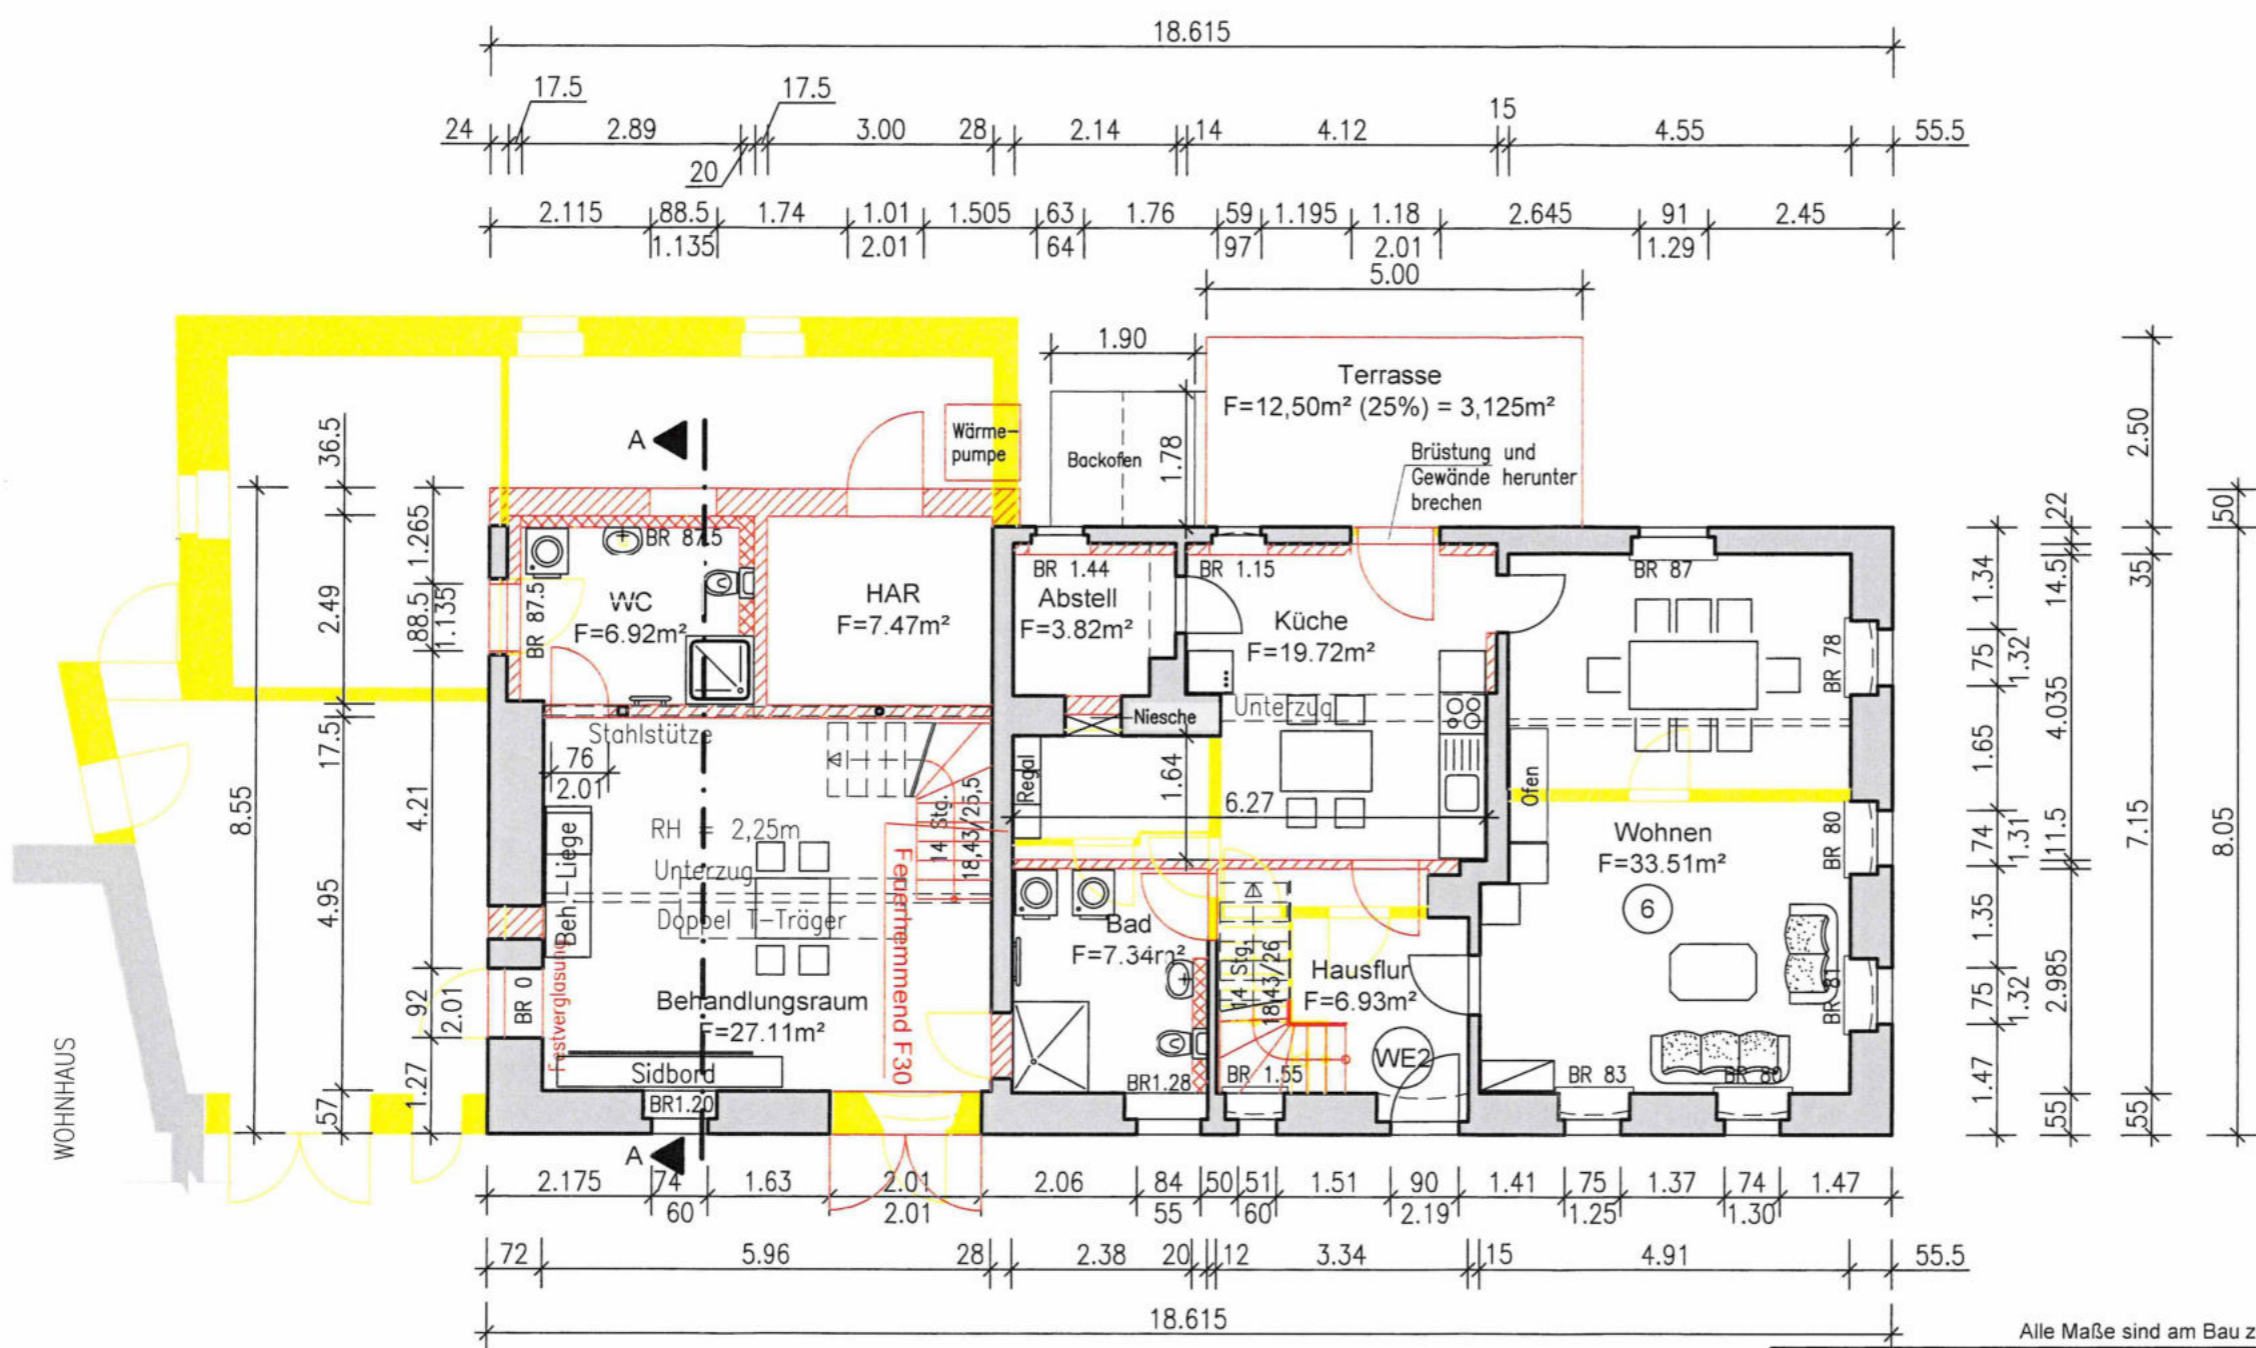 18.615
17.5
17.5
15
24
2.89
3.00
28
2.14
14
4.12
4.55
55.5
20
2.115
88.5
1.74
1.01
1.505
63
1.76
59
1.195
1.18
2.645
91
2.45
1.135
2.01
64
97
2.01
1.29
5.00
1.90
Terrasse
F=12,50m² (25%) = 3,125m²
Brüstung und
Gewände herunter
brechen
Wärme-
pumpe
Backofen
1.78
A
36.5
2.49
17.5
4.95
57
8.55
1.265
88.5
1.135
4.21
92
2.01
1.27
BR 87.5
WC
F=6.92m²
BR 87.5
HAR
F=7.47m²
BR 1.44
Abstell
F=3.82m²
BR 1.15
Küche
F=19.72m²
BR 87
BR 78
Niesche
Unterzug
Stahlstütze
76
2.01
Regal
1.64
6.27
Ofen
14 Stg.
18,43/25,5
RH = 2,25m
Unterzug
Doppel T-Träger
Beh.-Liege
Feuerhemmend F30
Festverglasung
BR 0
Behandlungsraum
F=27.11m²
Sidbord
BR1.20
A
Bad
F=7.34m²
BR1.28
14 Stg.
18,43/26
Hausflur
F=6.93m²
BR 1.55
WE2
Wohnen
F=33.51m²
6
BR 80
BR 81
BR 83
BR 80
WOHNHAUS
1.34
75
1.32
1.65
74
1.31
1.35
75
1.32
1.47
22
14.5
4.035
11.5
2.985
55
2.50
35
7.15
55
50
8.05
2.175
74
1.63
2.01
2.06
84
50
51
1.51
90
1.41
75
1.37
74
1.47
60
2.01
55
60
2.19
1.25
1.30
72
5.96
28
2.38
20
12
3.34
15
4.91
55.5
18.615
Alle Maße sind am Bau z